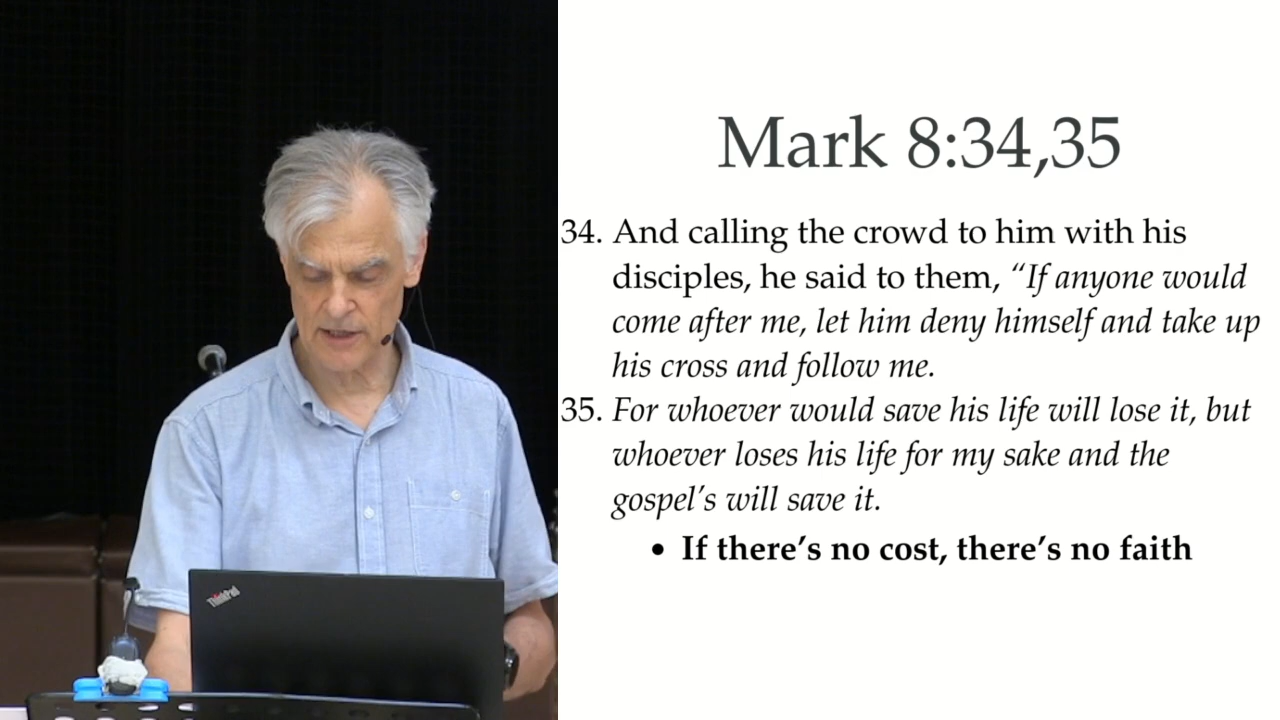 Mark 8:34,35
34. And calling the crowd to him with his
disciples, he said to them, “If anyone would
come after me, let him deny himself and take up
his cross and follow me.
35. For whoever would save his life will lose it, but
whoever loses his life for my sake and the
gospel’s will save it.
• If there’s no cost, there’s no faith
ThinkPad